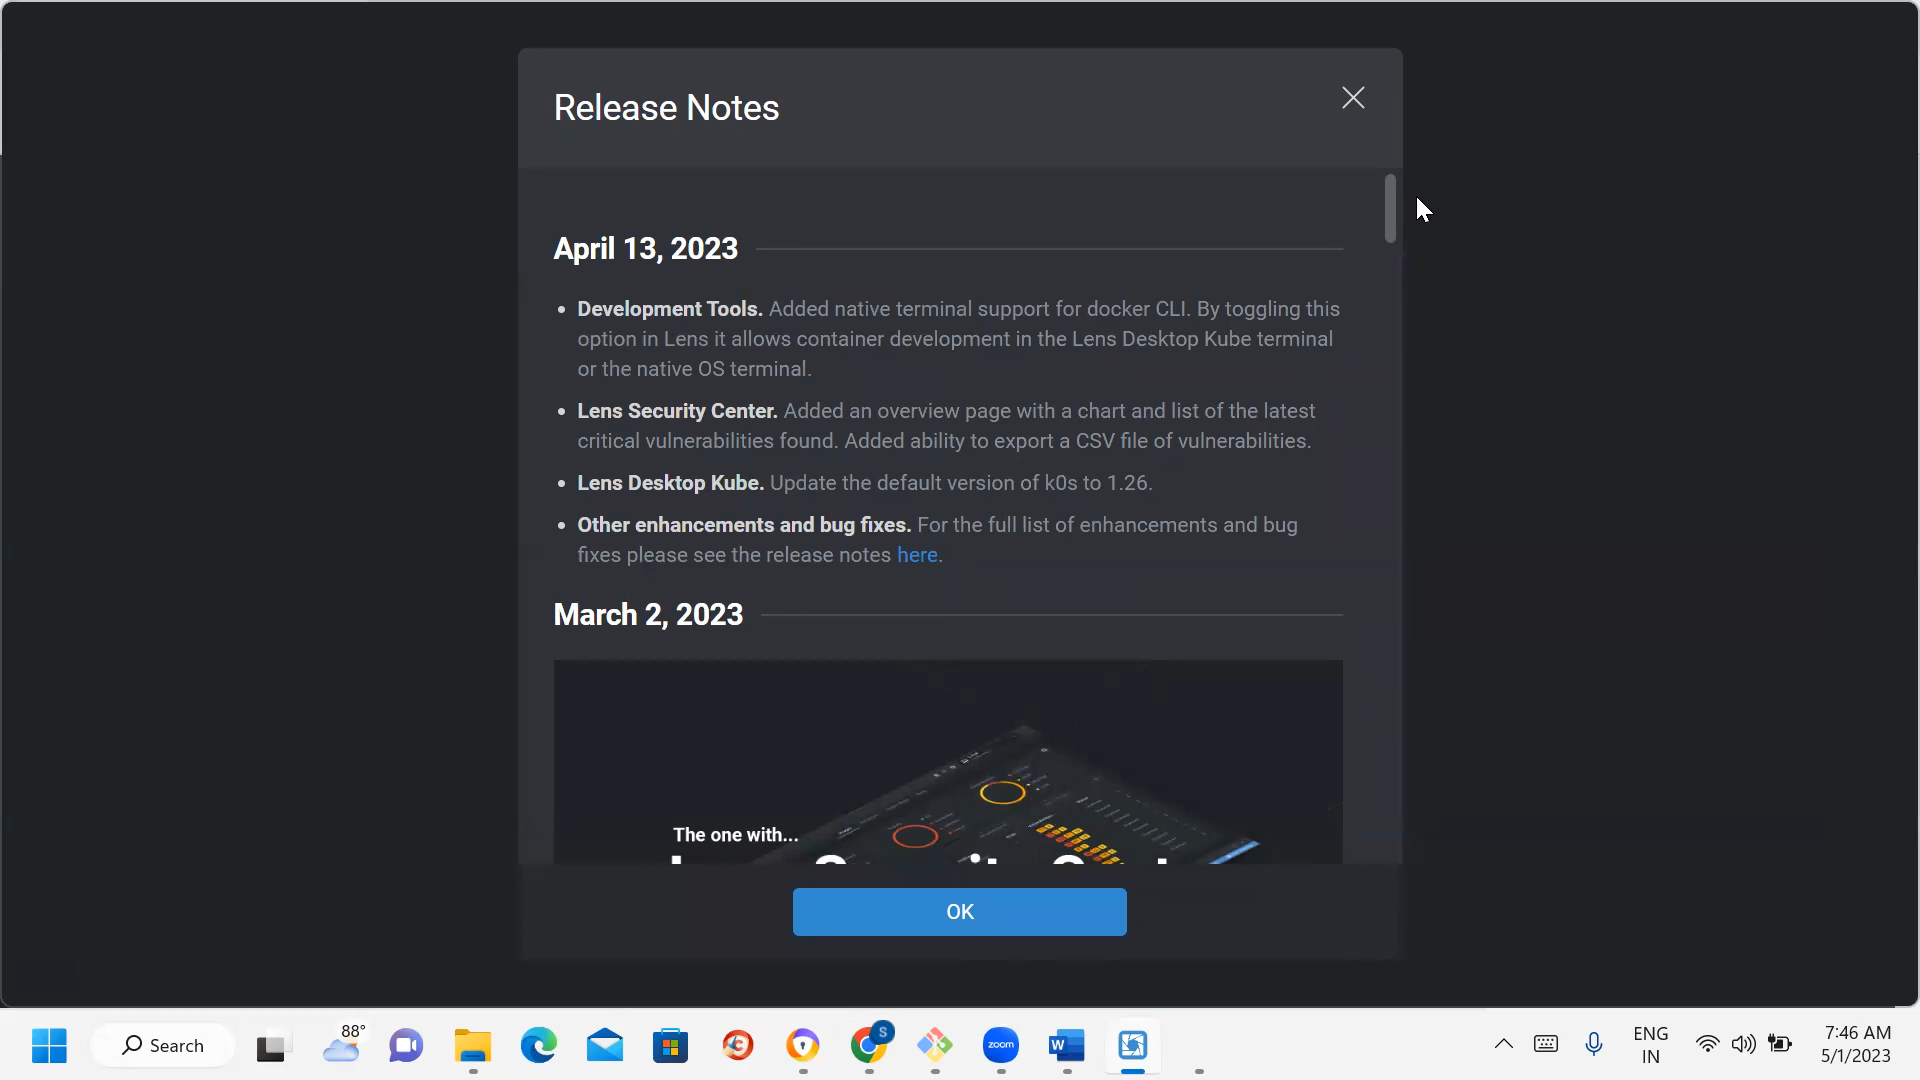 Release Notes
April 13, 2023
• Development Tools. Added native terminal support for docker CLI. By toggling this
option in Lens it allows container development in the Lens Desktop Kube terminal
or the native OS terminal.
• Lens Security Center. Added an overview page with a chart and list of the latest
critical vulnerabilities found. Added ability to export a CSV file of vulnerabilities.
• Lens Desktop Kube. Update the default version of k0s to 1.26.
• Other enhancements and bug fixes. For the full list of enhancements and bug
fixes please see the release notes here.
March 2, 2023
The one with...
OK
Search
88°
S
zoom
W
ENG
IN
7:46 AM
5/1/2023